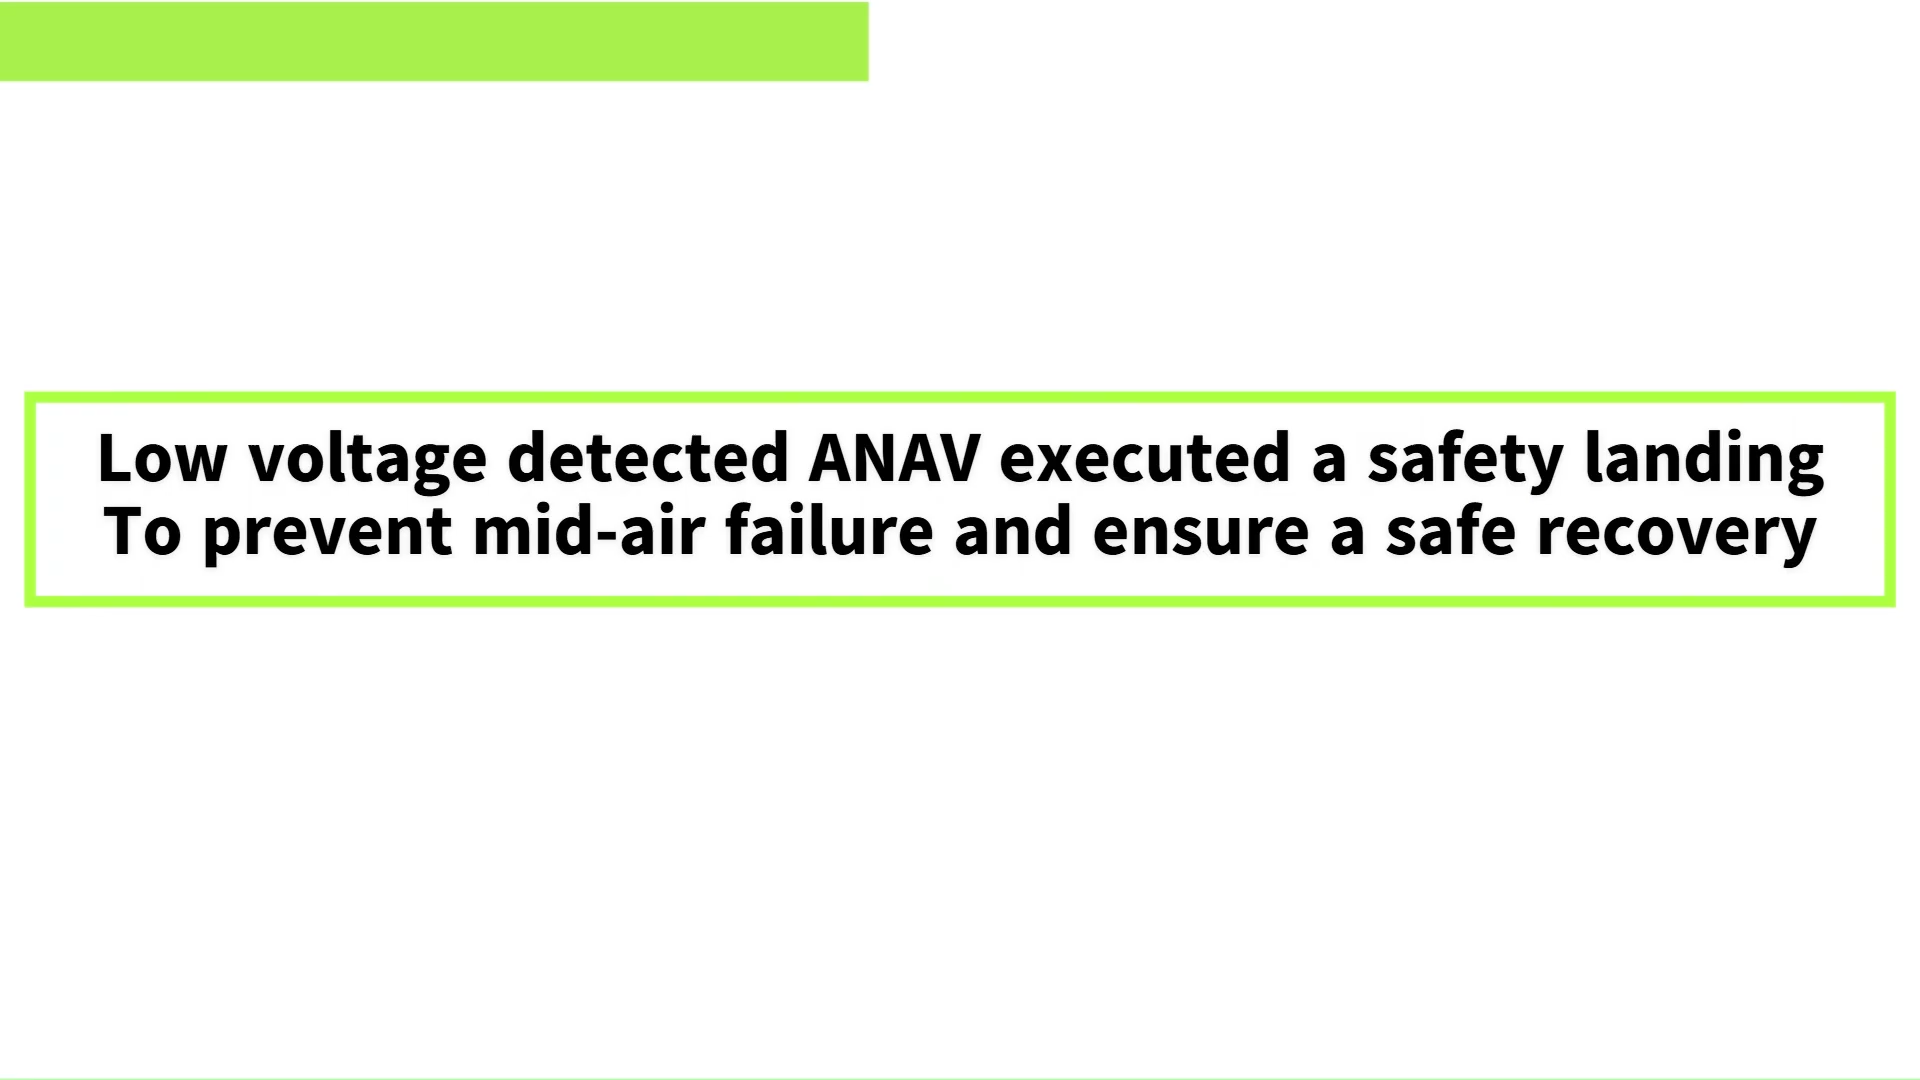 Low voltage detected ANAV executed a safety landing
To prevent mid-air failure and ensure a safe recovery